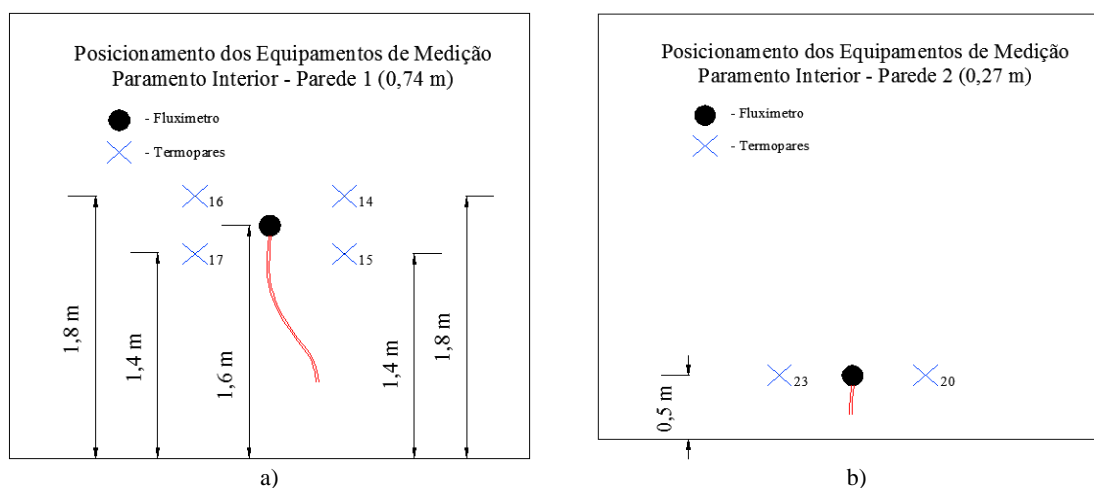 Posicionamento dos Equipamentos de Medição
Paramento Interior - Parede 1 (0,74 m)
- Fluximetro
- Termopares
16
14
17
15
1,8 m
1,4 m
1,6 m
1,4 m
1,8 m
a)
Posicionamento dos Equipamentos de Medição
Paramento Interior - Parede 2 (0,27 m)
- Fluximetro
- Termopares
23
20
0,5 m
b)